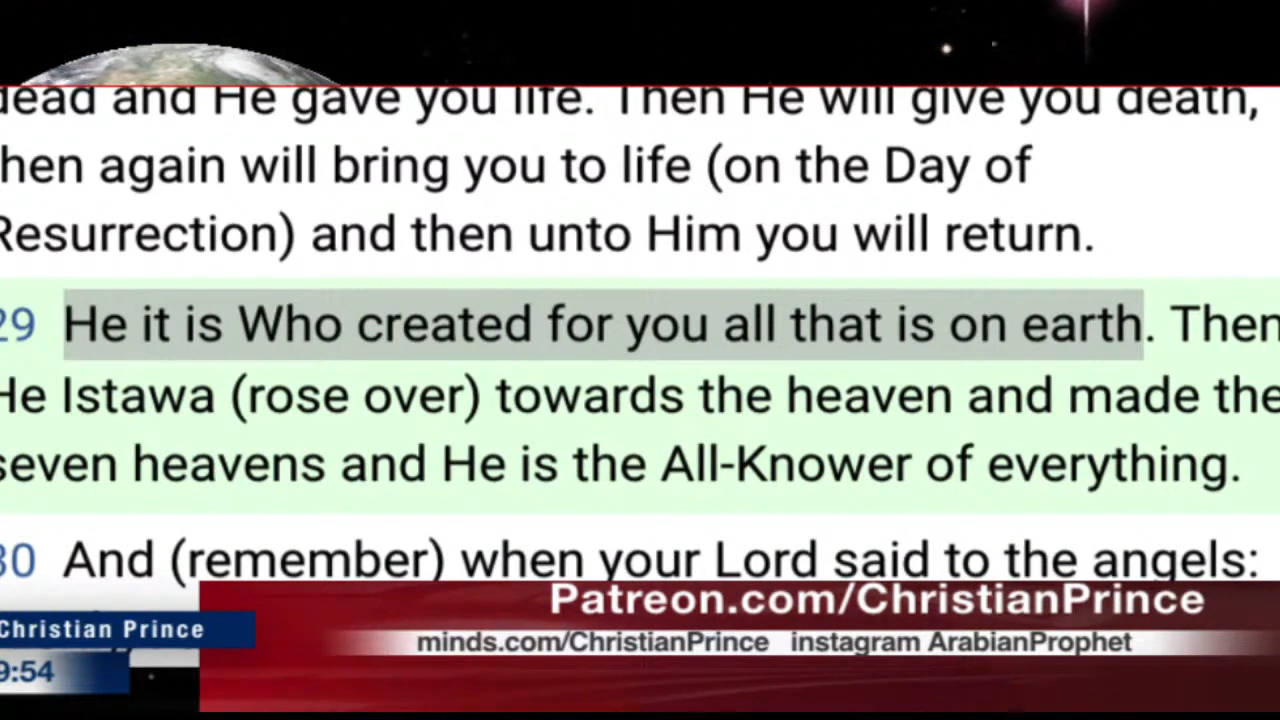 dead and He gave you life. Then He will give you death,
then again will bring you to life (on the Day of
Resurrection) and then unto Him you will return.
29 He it is Who created for you all that is on earth. Then
He Istawa (rose over) towards the heaven and made the
seven heavens and He is the All-Knower of everything.
30 And (remember) when your Lord said to the angels:
Patreon.com/ChristianPrince
Christian Prince
minds.com/ChristianPrince instagram ArabianProphet
9:54